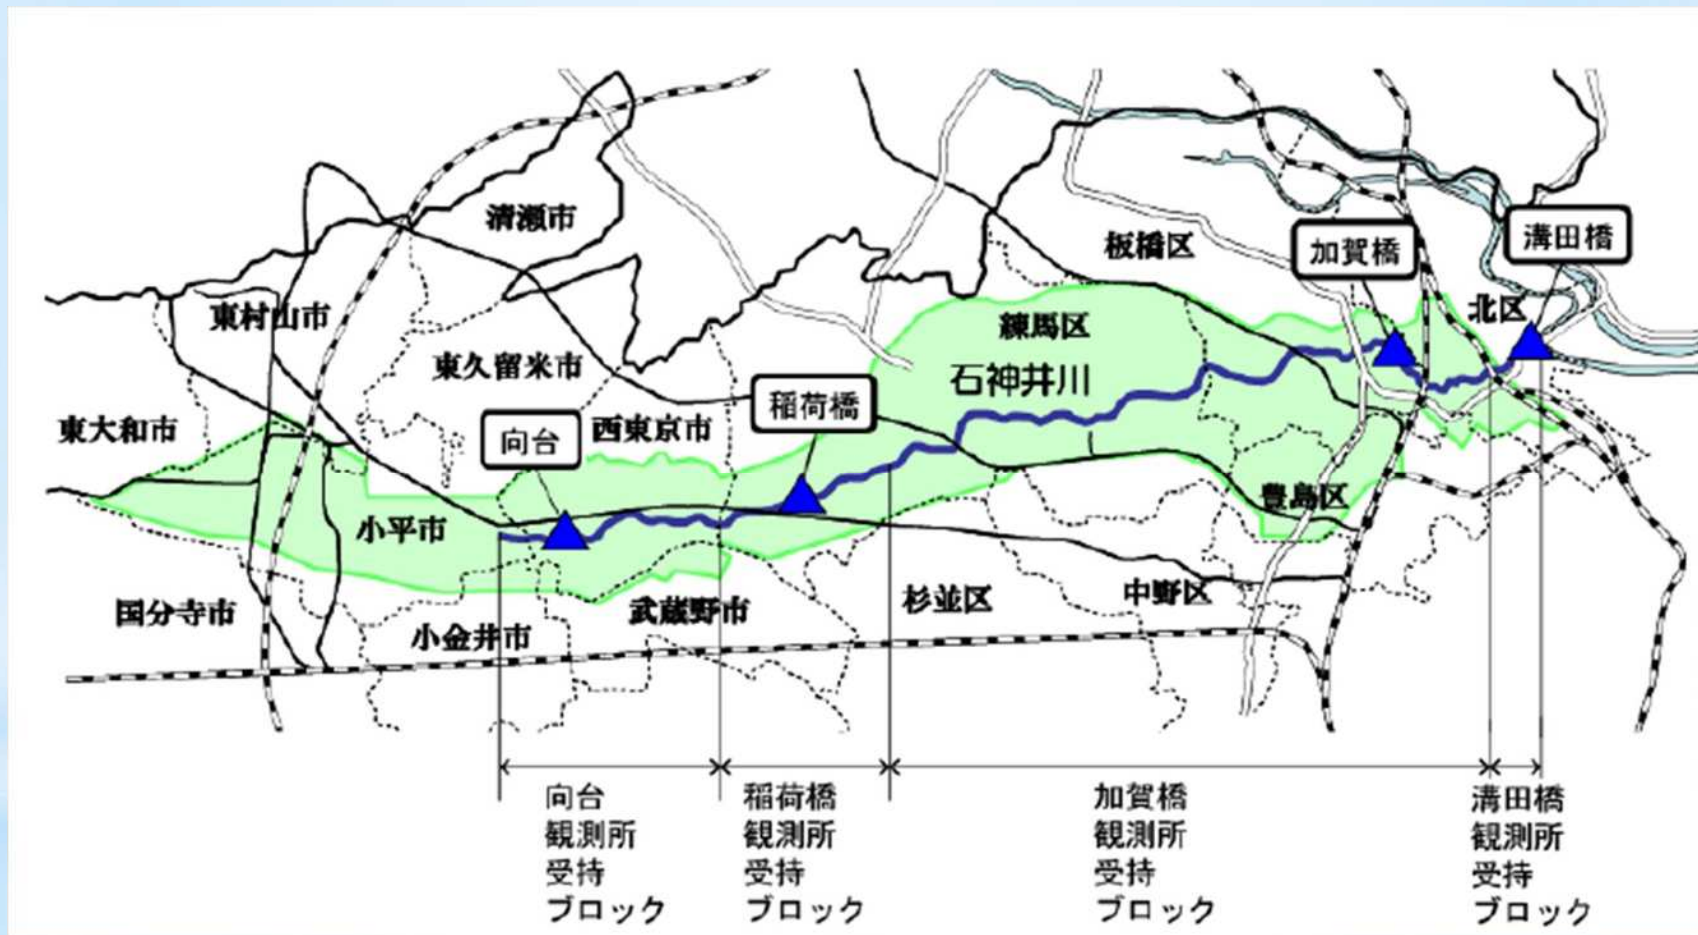 清瀬市
板橋区
加賀橋
溝田橋
東村山市
練馬区
北区
東久留米市
石神井川
東大和市
向台
西東京市
稲荷橋
小平市
豊島区
国分寺市
小金井市
武蔵野市
杉並区
中野区
向台
観測所
受持
ブロック
稲荷橋
観測所
受持
ブロック
加賀橋
観測所
受持
ブロック
溝田橋
観測所
受持
ブロック